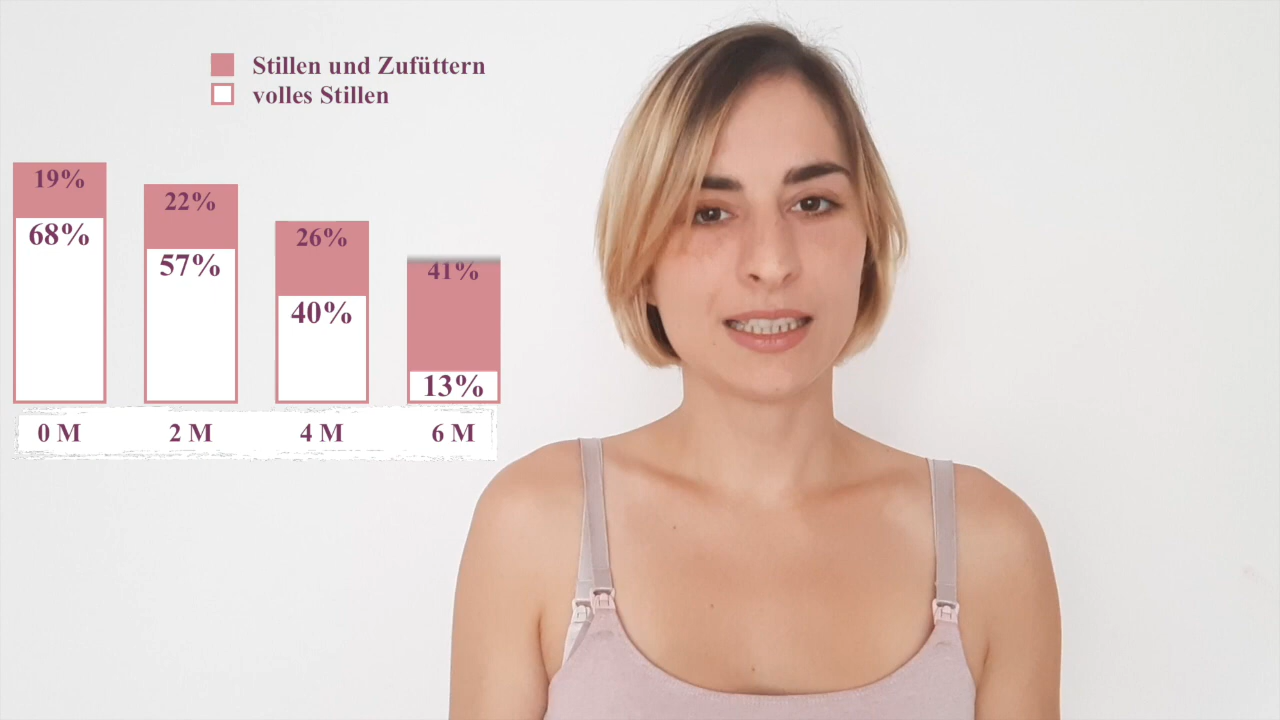 Stillen und Zufüttern
volles Stillen
19%
22%
26%
41%
68%
57%
40%
13%
0 M
2 M
4 M
6 M